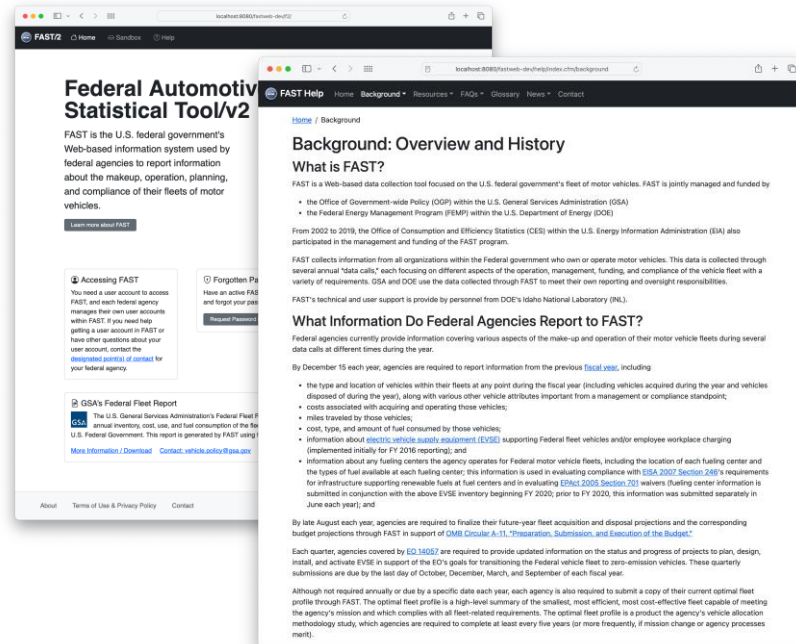 localhost:8080/fastweb-dev/f2/
FAST/2 Home Sandbox Help
Federal Automotiv
Statistical Tool/v2
FAST is the U.S. federal government's
Web-based information system used by
federal agencies to report information
about the makeup, operation, planning,
and compliance of their fleets of motor
vehicles.
Learn more about FAST
Accessing FAST
You need a user account to access
FAST, and each federal agency
manages their own user accounts
within FAST. If you need help
getting a user account in FAST or
have other questions about your
user account, contact the
designated point(s) of contact for
your federal agency.
Forgotten Pa
Have an active FAS
and forgot your pas
Request Password
GSA's Federal Fleet Report
GSA
The U.S. General Services Administration's Federal Fleet F
annual inventory, cost, use, and fuel consumption of the fle
U.S. Federal Government. This report is generated by FAST using
More Information / Download Contact: vehicle.policy@gsa.gov
About Terms of Use & Privacy Policy Contact
localhost:8080/fastweb-dev/help/index.cfm/background
FAST Help Home Background Resources FAQs Glossary News Contact
Home / Background
Background: Overview and History
What is FAST?
FAST is a Web-based data collection tool focused on the U.S. federal government's fleet of motor vehicles. FAST is jointly managed and funded by
• the Office of Government-wide Policy (OGP) within the U.S. General Services Administration (GSA)
• the Federal Energy Management Program (FEMP) within the U.S. Department of Energy (DOE)
From 2002 to 2019, the Office of Consumption and Efficiency Statistics (CES) within the U.S. Energy Information Administration (EIA) also
participated in the management and funding of the FAST program.
FAST collects information from all organizations within the Federal government who own or operate motor vehicles. This data is collected through
several annual "data calls," each focusing on different aspects of the operation, management, funding, and compliance of the vehicle fleet with a
variety of requirements. GSA and DOE use the data collected through FAST to meet their own reporting and oversight responsibilities.
FAST's technical and user support is provide by personnel from DOE's Idaho National Laboratory (INL).
What Information Do Federal Agencies Report to FAST?
Federal agencies currently provide information covering various aspects of the make-up and operation of their motor vehicle fleets during several
data calls at different times during the year.
By December 15 each year, agencies are required to report information from the previous fiscal year, including
• the type and location of vehicles within their fleets at any point during the fiscal year (including vehicles acquired during the year and vehicles
disposed of during the year), along with various other vehicle attributes important from a management or compliance standpoint;
• costs associated with acquiring and operating those vehicles;
• miles traveled by those vehicles;
• cost, type, and amount of fuel consumed by those vehicles;
• information about electric vehicle supply equipment (EVSE) supporting Federal fleet vehicles and/or employee workplace charging
(implemented initially for FY 2016 reporting); and
• information about any fueling centers the agency operates for Federal motor vehicle fleets, including the location of each fueling center and
the types of fuel available at each fueling center; this information is used in evaluating compliance with EISA 2007 Section 246's requirements
for infrastructure supporting renewable fuels at fuel centers and in evaluating EPAct 2005 Section 701 waivers (fueling center information is
submitted in conjunction with the above EVSE inventory beginning FY 2020; prior to FY 2020, this information was submitted separately in
June each year); and
By late August each year, agencies are required to finalize their future-year fleet acquisition and disposal projections and the corresponding
budget projections through FAST in support of OMB Circular A-11, "Preparation, Submission, and Execution of the Budget."
Each quarter, agencies covered by EO 14057 are required to provide updated information on the status and progress of projects to plan, design,
install, and activate EVSE in support of the EO's goals for transitioning the Federal vehicle fleet to zero-emission vehicles. These quarterly
submissions are due by the last day of October, December, March, and September of each fiscal year.
Although not required annually or by a specific date each year, each agency is also required to submit a copy of their current optimal fleet
profile through FAST. The optimal fleet profile is a high-level summary of the smallest, most efficient, most cost-effective fleet capable of meeting
the agency's mission and which complies with all fleet-related requirements. The optimal fleet profile is a product the agency's vehicle allocation
methodology study, which agencies are required to complete at least every five years (or more frequently, if mission change or agency processes
merit).